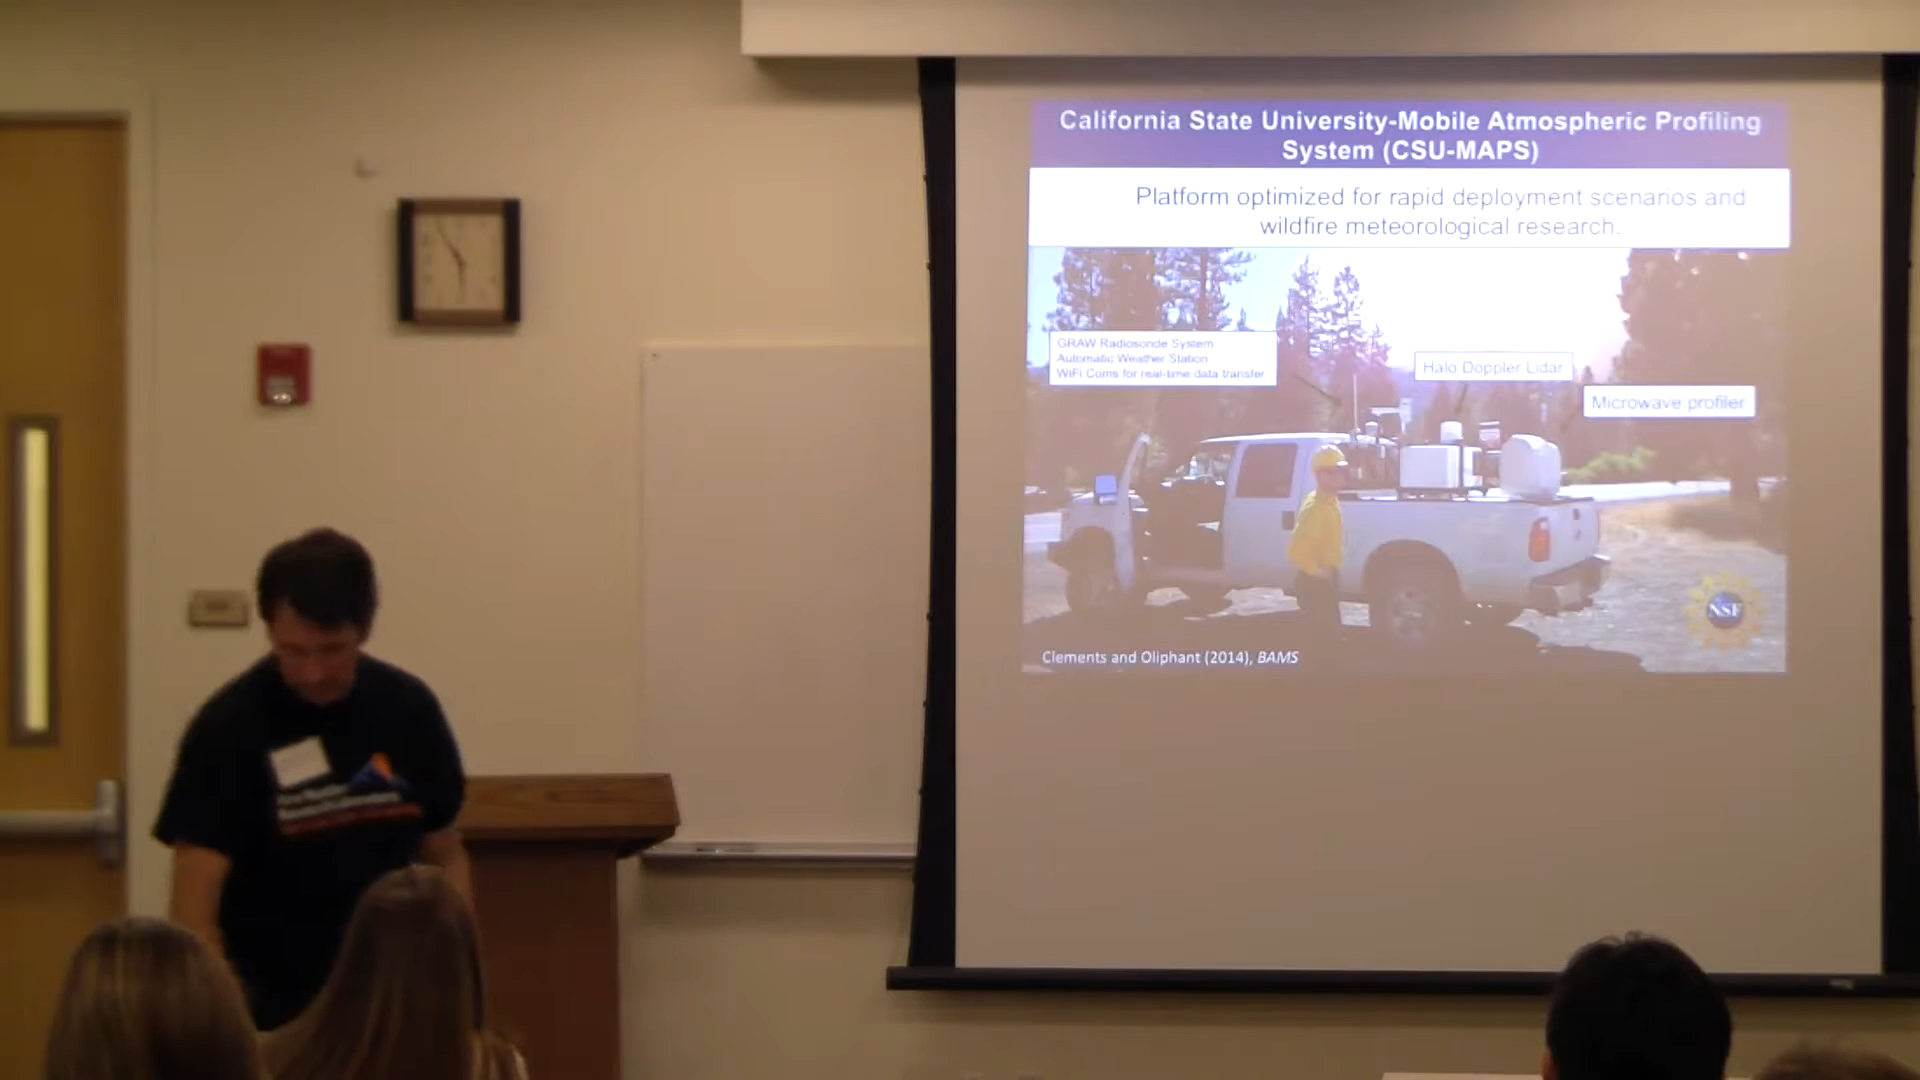 California State University-Mobile Atmospheric Profiling
System (CSU-MAPS)
Platform optimized for rapid deployment scenarios and
wildfire meteorological research.
GRAW Radiosonde System
Automatic Weather Station
WiFi Coms for real-time data transfer
Halo Doppler Lidar
Microwave profiler
NSF
Clements and Oliphant (2014), BAMS